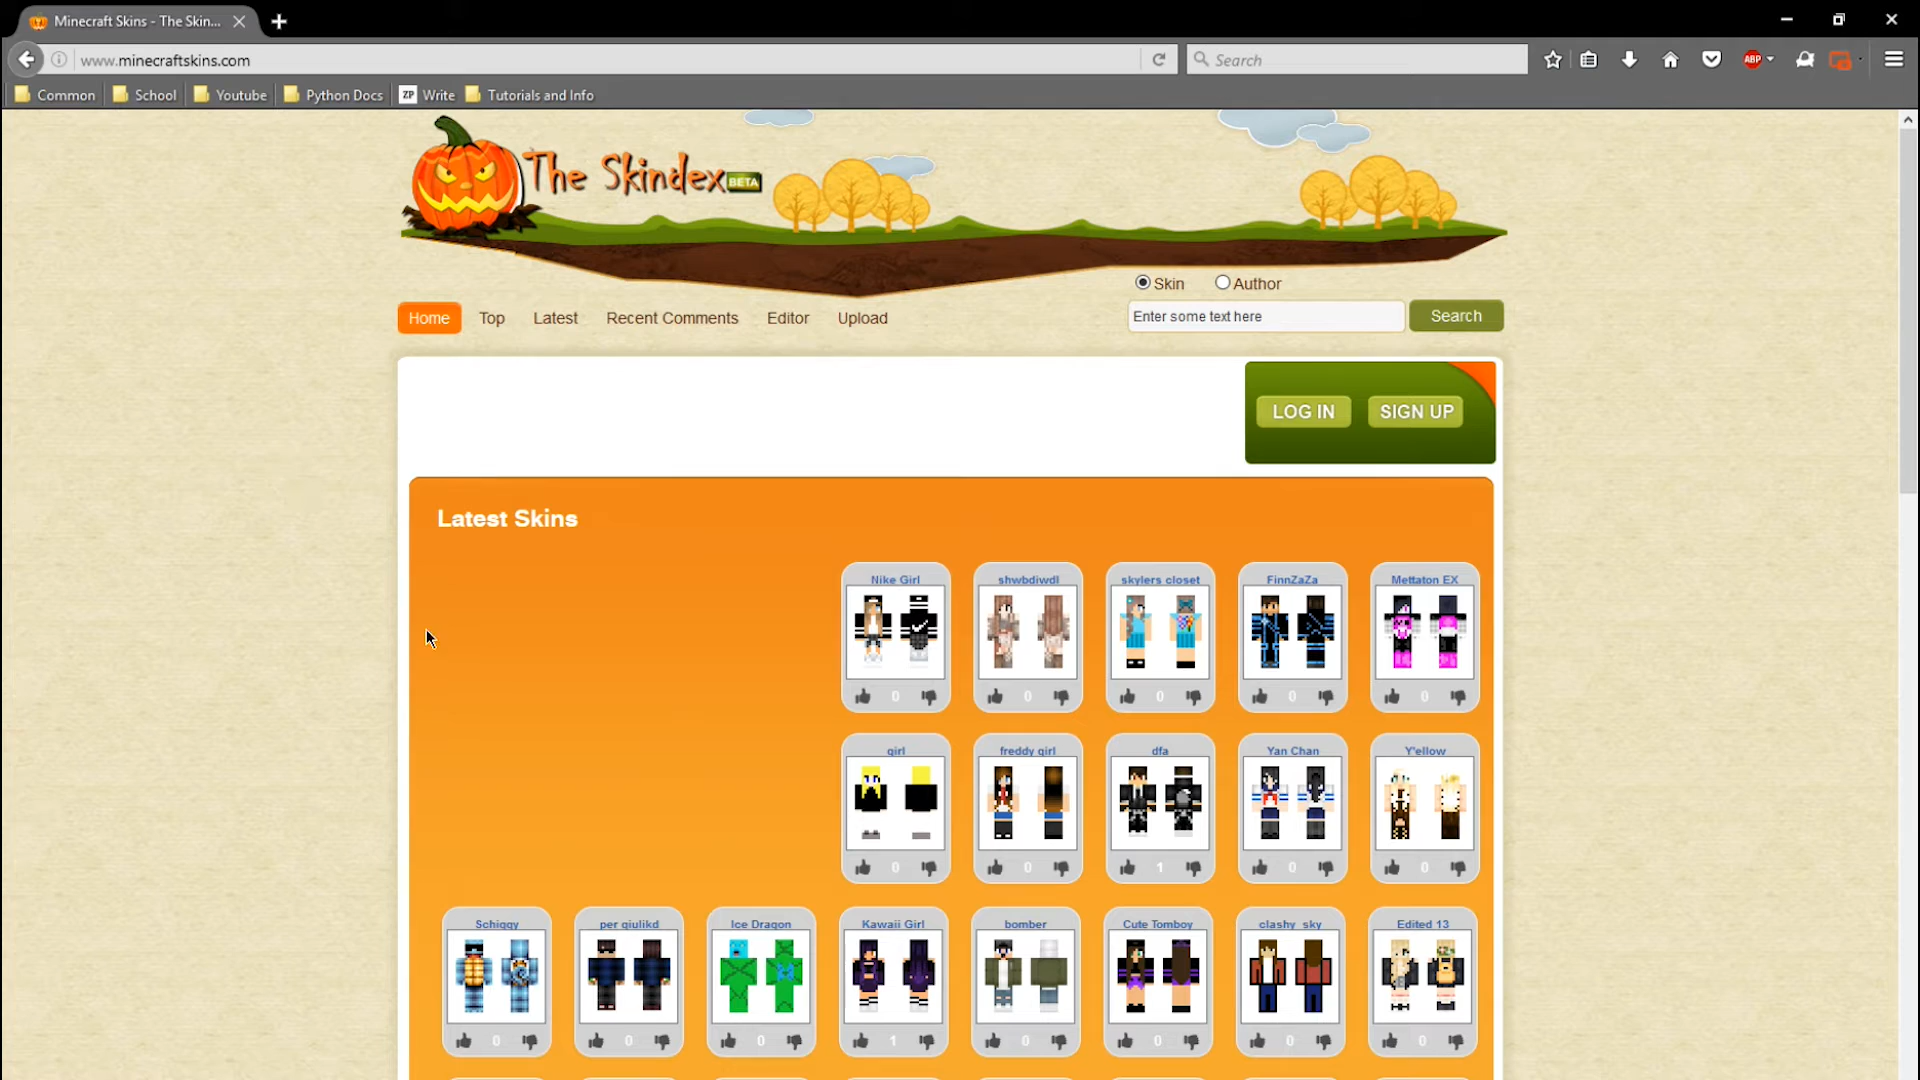 Minecraft Skins - The Skin...
www.minecraftskins.com
Search
ABP
Common School Youtube Python Docs ZP Write Tutorials and Info
The Skindex BETA
Skin Author
Home Top Latest Recent Comments Editor Upload
Enter some text here Search
LOG IN SIGN UP
Latest Skins
Nike Girl shwbdiwdl skylers closet FinnZaZa Mettaton EX
0 0 0 0 0
girl freddy girl dfa Yan Chan Y'ellow
0 0 1 0 0
Schiggy per giulikd Ice Dragon Kawaii Girl bomber Cute Tomboy clashy_sky Edited 13
0 0 0 1 0 0 0 0